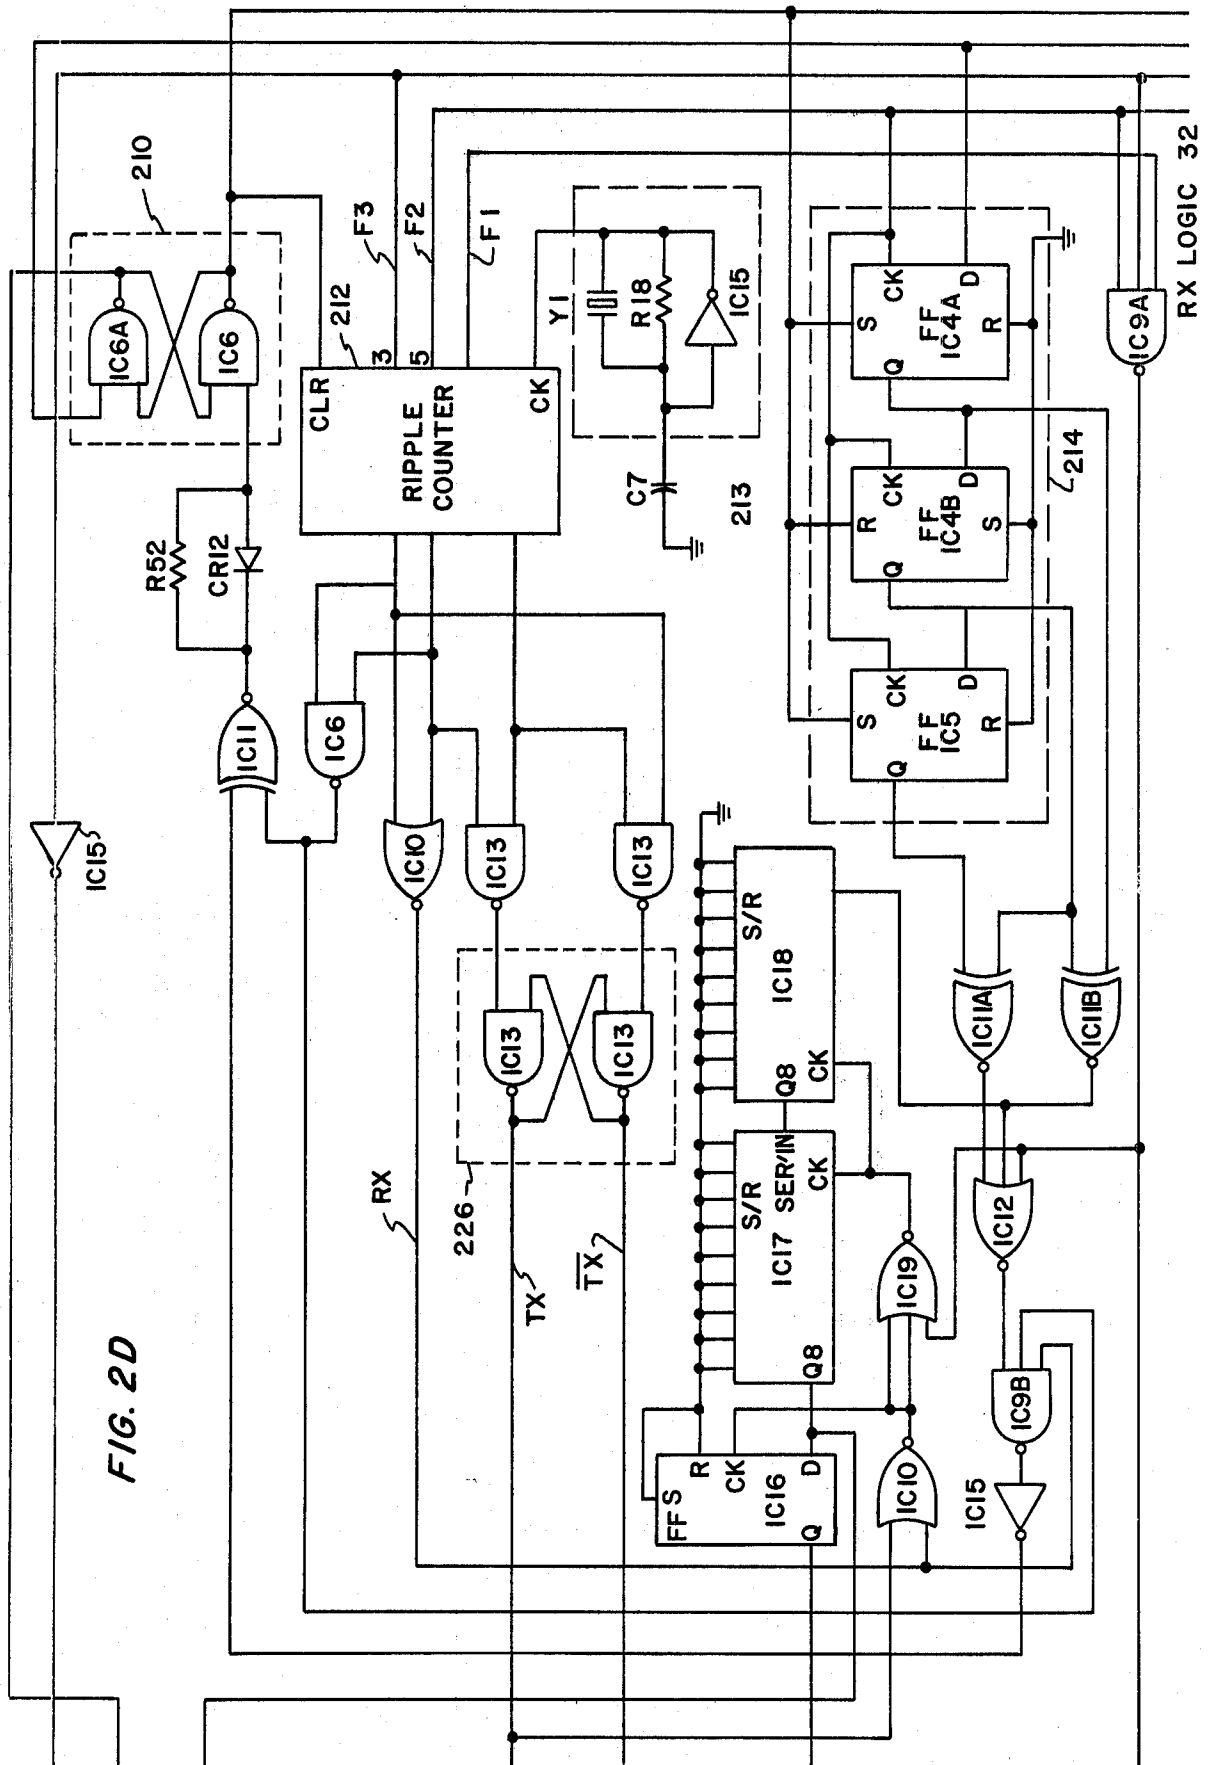 210
IC6A
IC6
F3
F2
F1
212
3
5
CLR
CK
RIPPLE
COUNTER
Y1
R18
IC15
C7
213
R52
CR12
IC11
IC6
IC15
IC10
IC13
IC13
IC13
IC13
226
RX
TX
T̅X̅
CK
D
S
FF
IC4A
R
Q
CK
D
R
FF
IC4B
S
Q
CK
D
S
FF
IC5
R
Q
214
IC9A
RX LOGIC 32
S/R
IC18
Q8
CK
S/R
SER/IN
IC17
CK
Q8
IC11A
IC11B
IC12
IC19
IC9B
IC10
IC15
R
S
FF
CK
IC16
D
Q
FIG. 2D